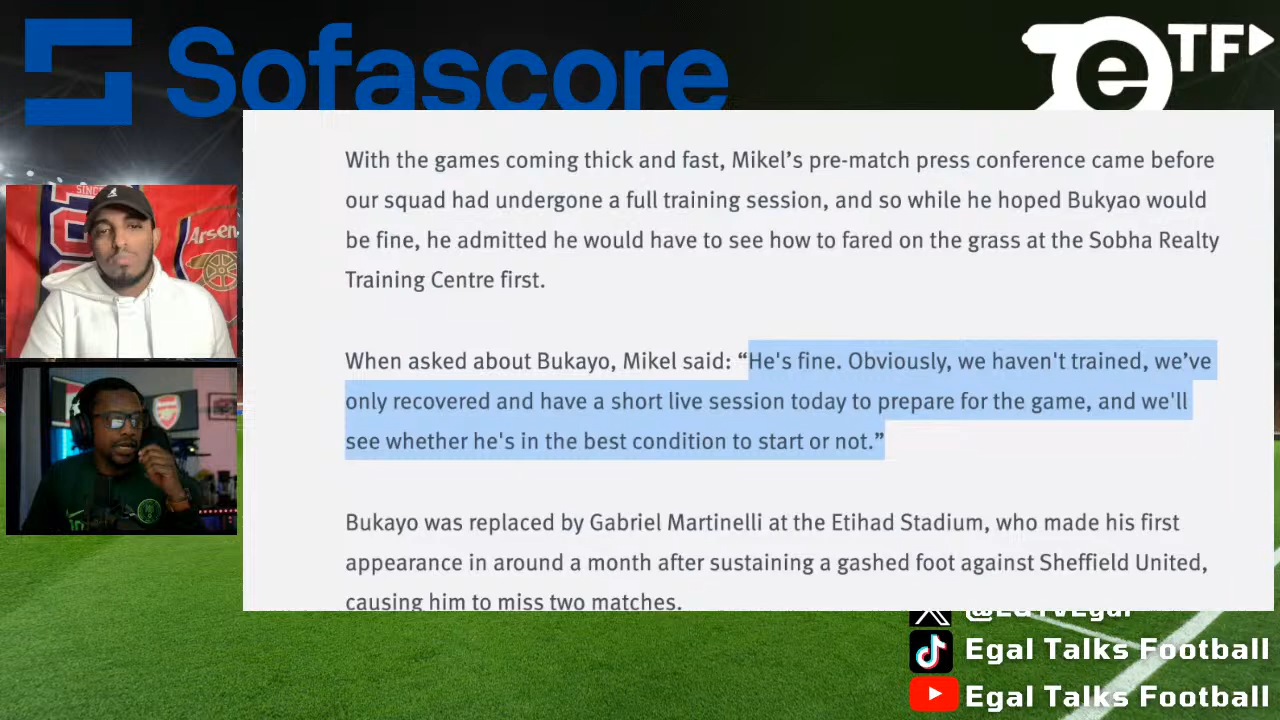 Sofascore
eTF
SINCE
Arsen
With the games coming thick and fast, Mikel’s pre-match press conference came before
our squad had undergone a full training session, and so while he hoped Bukyao would
be fine, he admitted he would have to see how to fared on the grass at the Sobha Realty
Training Centre first.
When asked about Bukayo, Mikel said: “He's fine. Obviously, we haven't trained, we’ve
only recovered and have a short live session today to prepare for the game, and we'll
see whether he's in the best condition to start or not.”
Bukayo was replaced by Gabriel Martinelli at the Etihad Stadium, who made his first
appearance in around a month after sustaining a gashed foot against Sheffield United,
causing him to miss two matches.
Egal Talks Football
Egal Talks Football